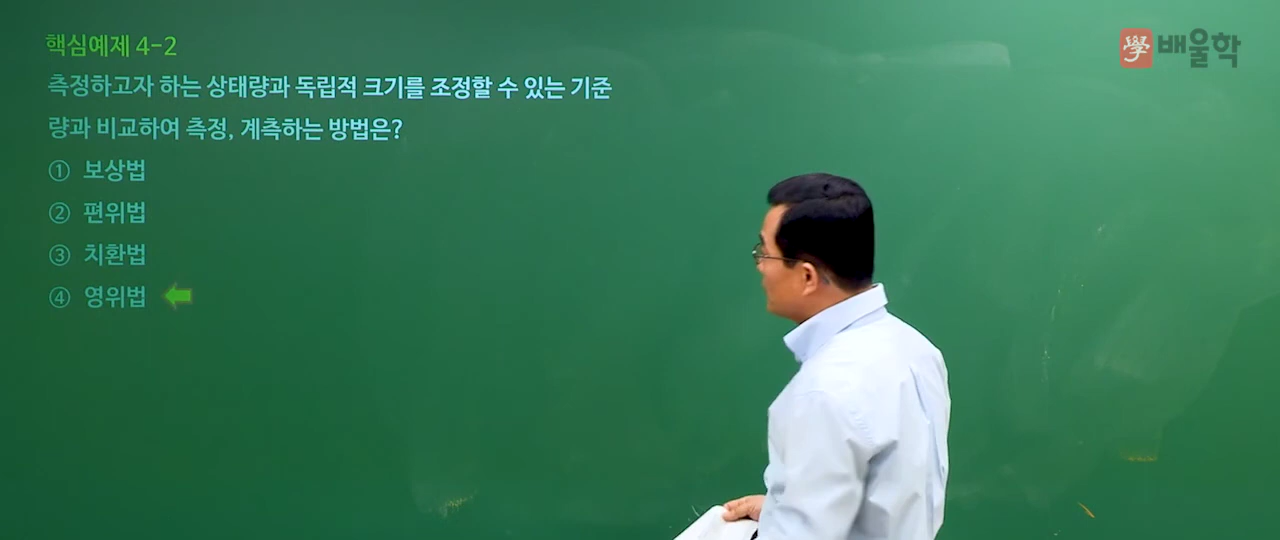 핵심예제 4-2
측정하고자 하는 상태량과 독립적 크기를 조정할 수 있는 기준
량과 비교하여 측정, 계측하는 방법은?
① 보상법
② 편위법
③ 치환법
④ 영위법
學 배울학